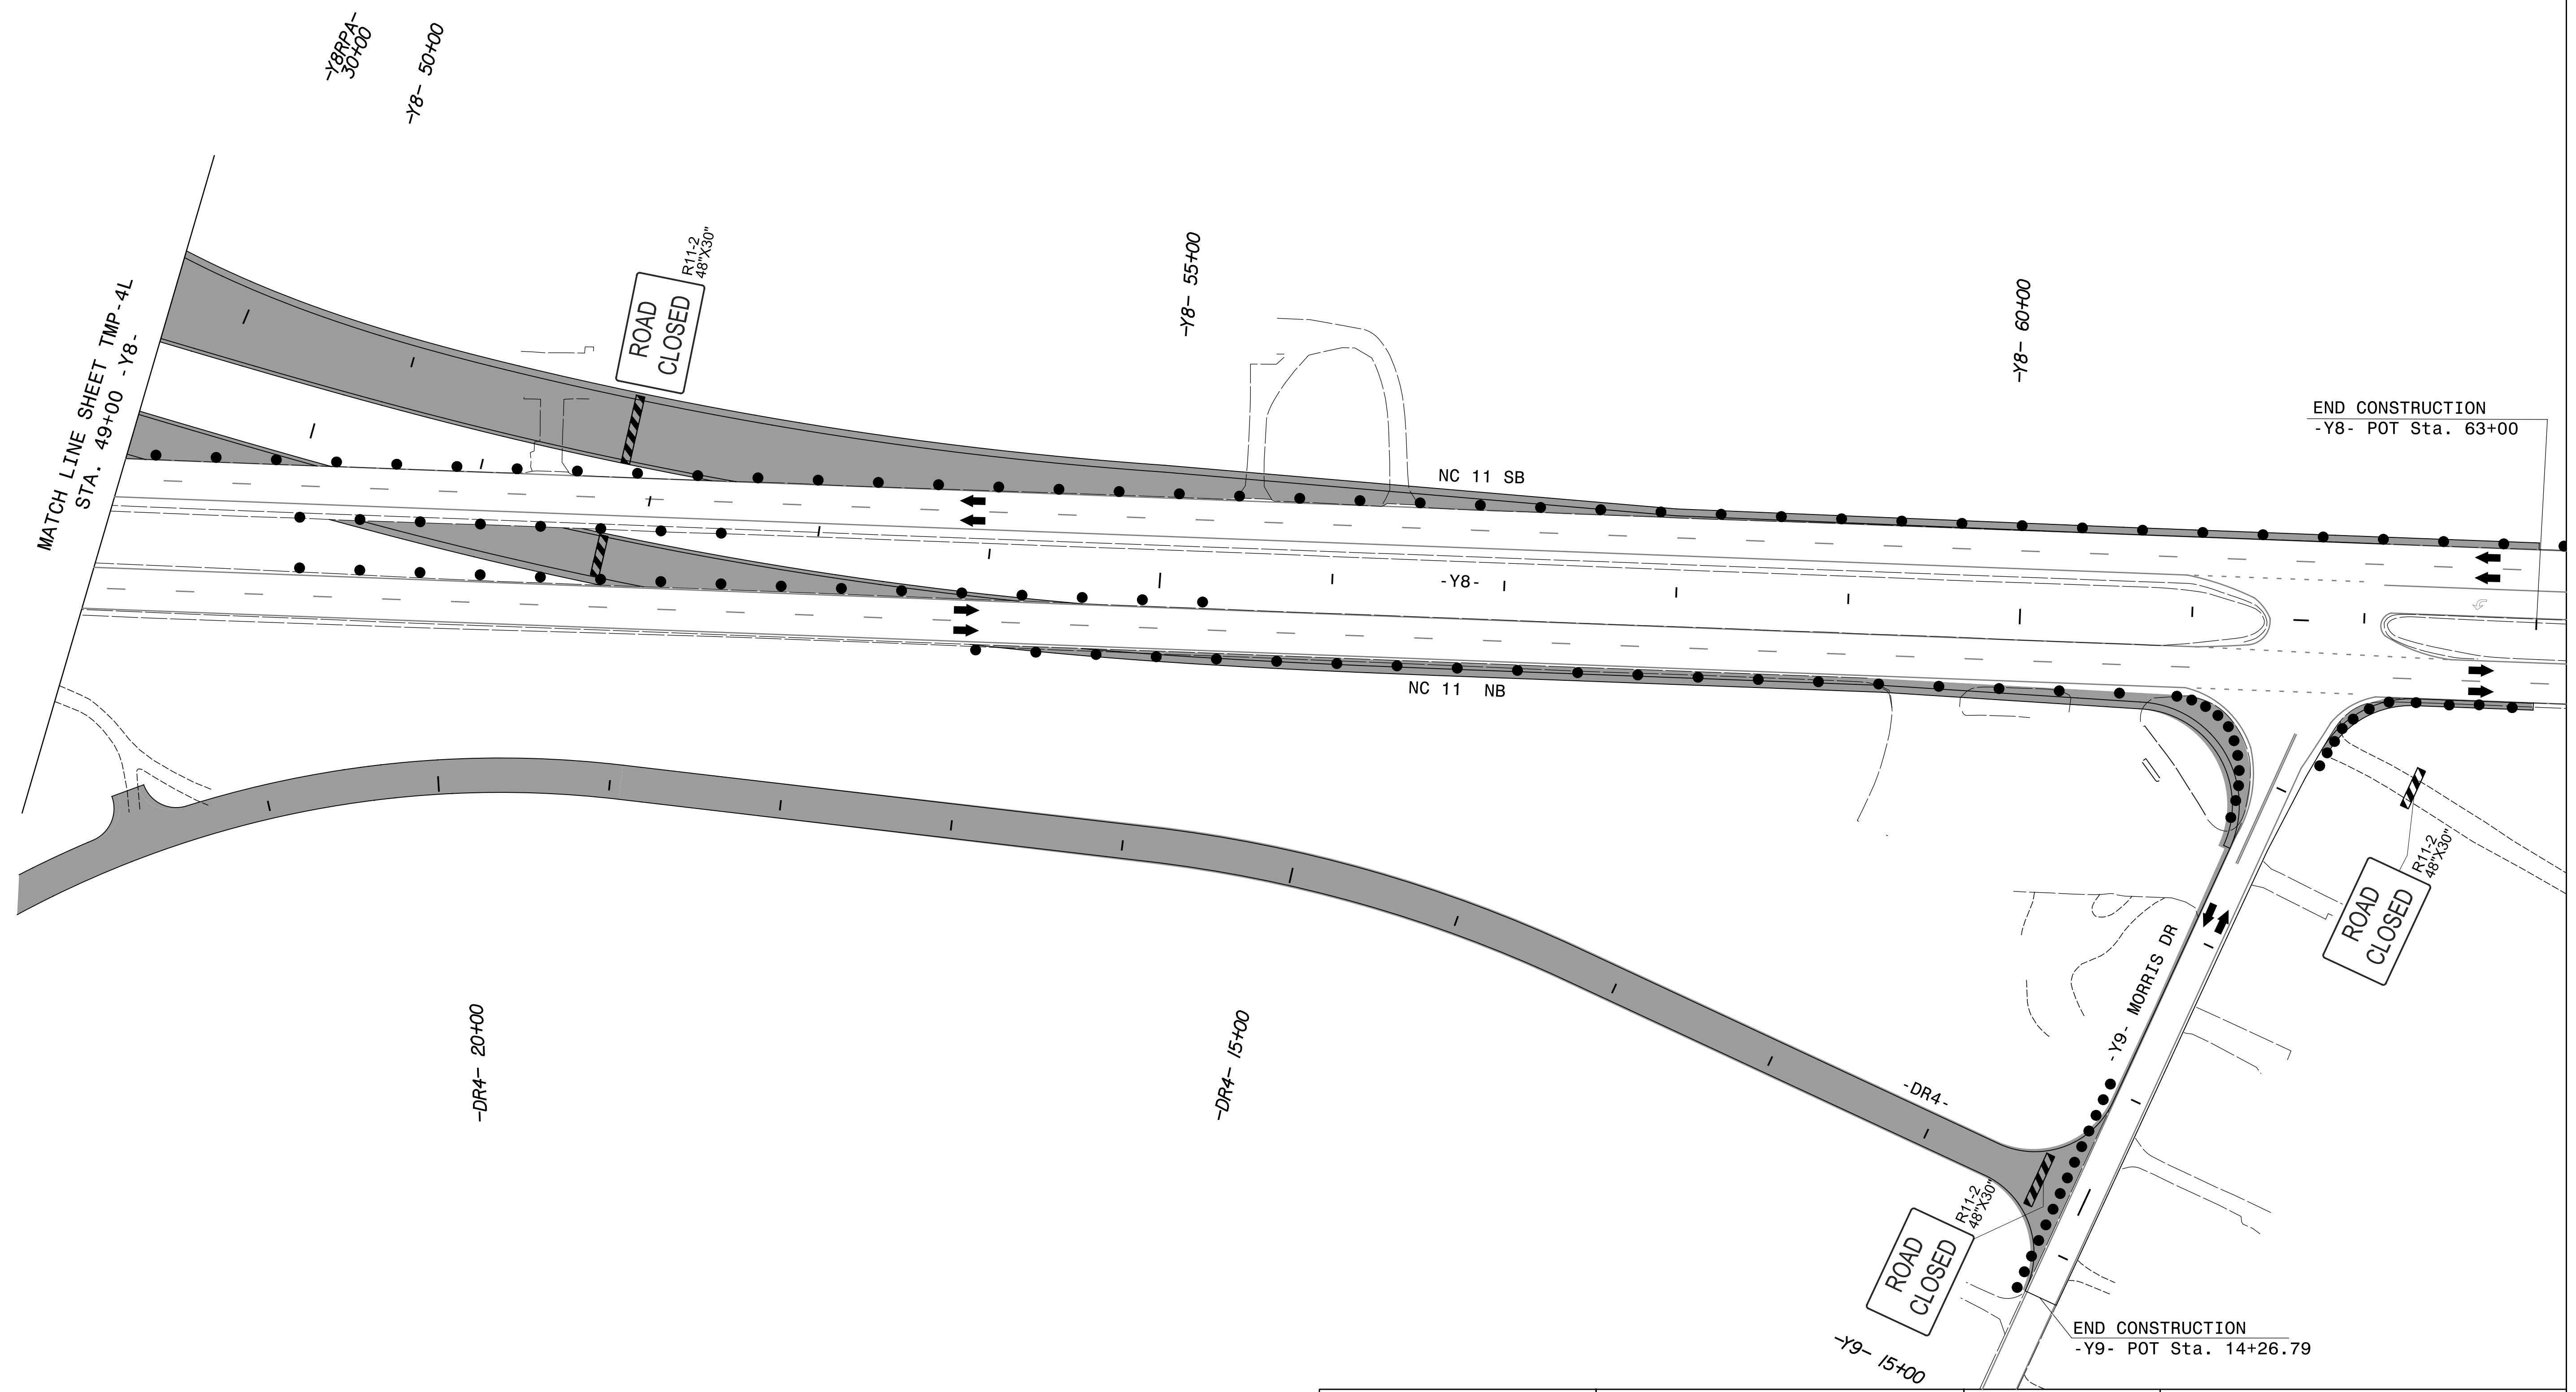 -Y8RPA-
30+00
-Y8- 50+00
MATCH LINE SHEET TMP-4L
STA. 49+00 -Y8-
ROAD
CLOSED
R11-2
48"X30"
-Y8- 55+00
-Y8- 60+00
END CONSTRUCTION
-Y8- POT Sta. 63+00
NC 11 SB
-Y8-
NC 11 NB
ROAD
CLOSED
R11-2
48"X30"
-Y9- MORRIS DR
-DR4- 20+00
-DR4- 15+00
-DR4-
ROAD
CLOSED
R11-2
48"X30"
END CONSTRUCTION
-Y9- POT Sta. 14+26.79
-Y9- 15+00